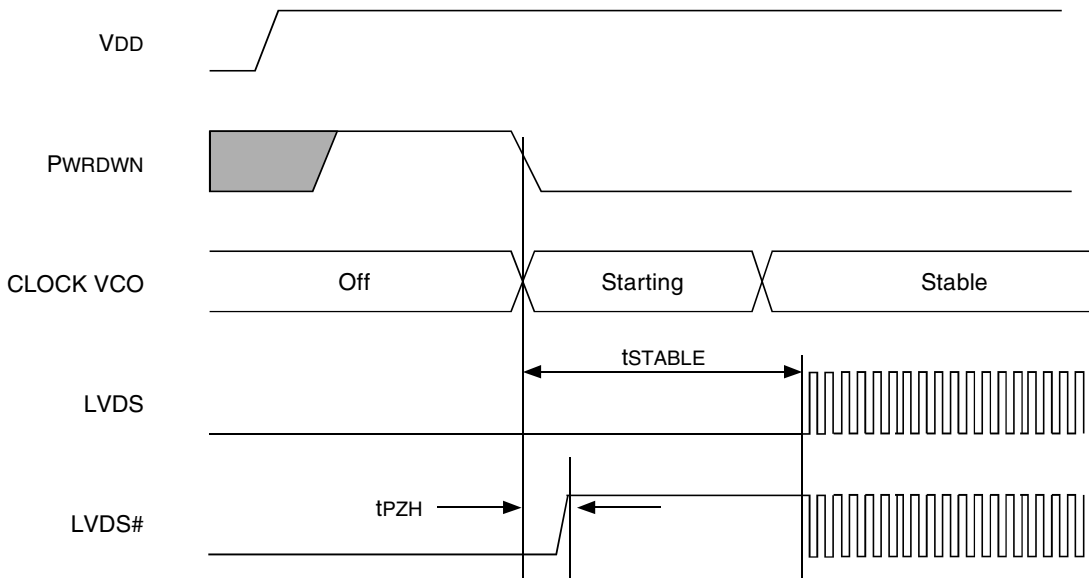 VDD
PWRDWN
CLOCK VCO
Off
Starting
Stable
tSTABLE
LVDS
tPZH
LVDS#